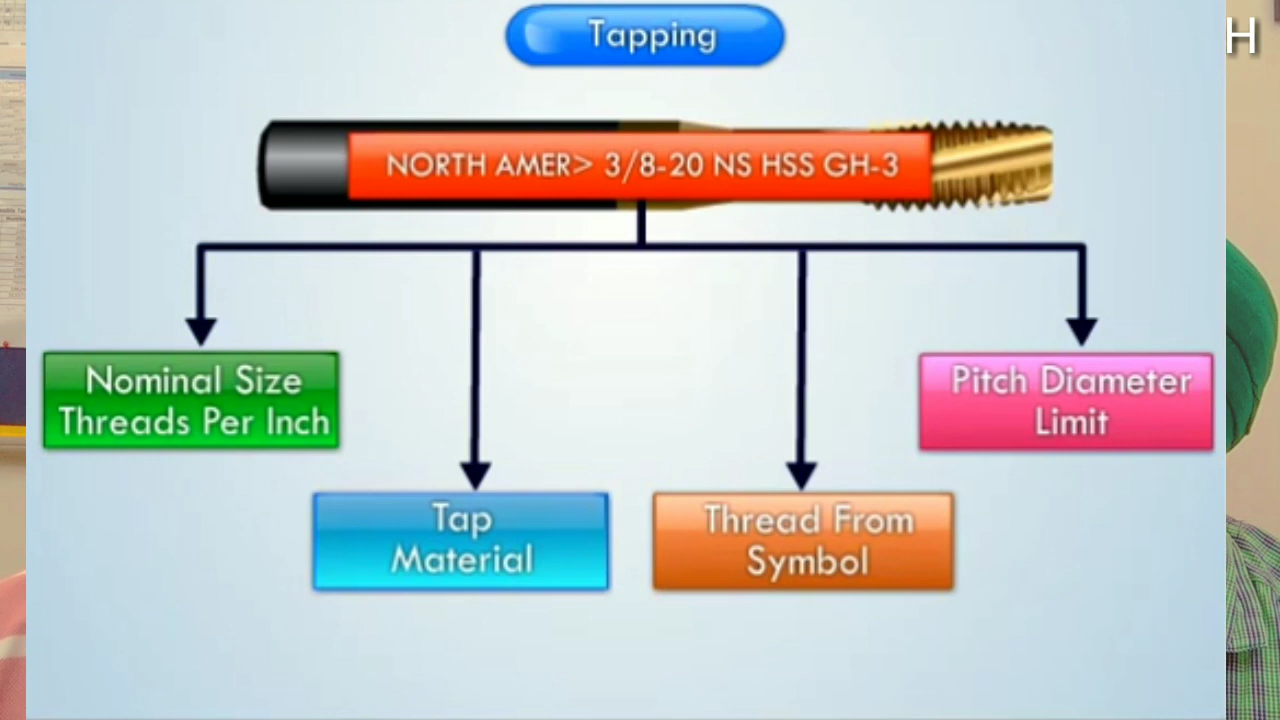 Tapping
H
NORTH AMER> 3/8-20 NS HSS GH-3
Nominal Size
Threads Per Inch
Pitch Diameter
Limit
Tap
Material
Thread From
Symbol